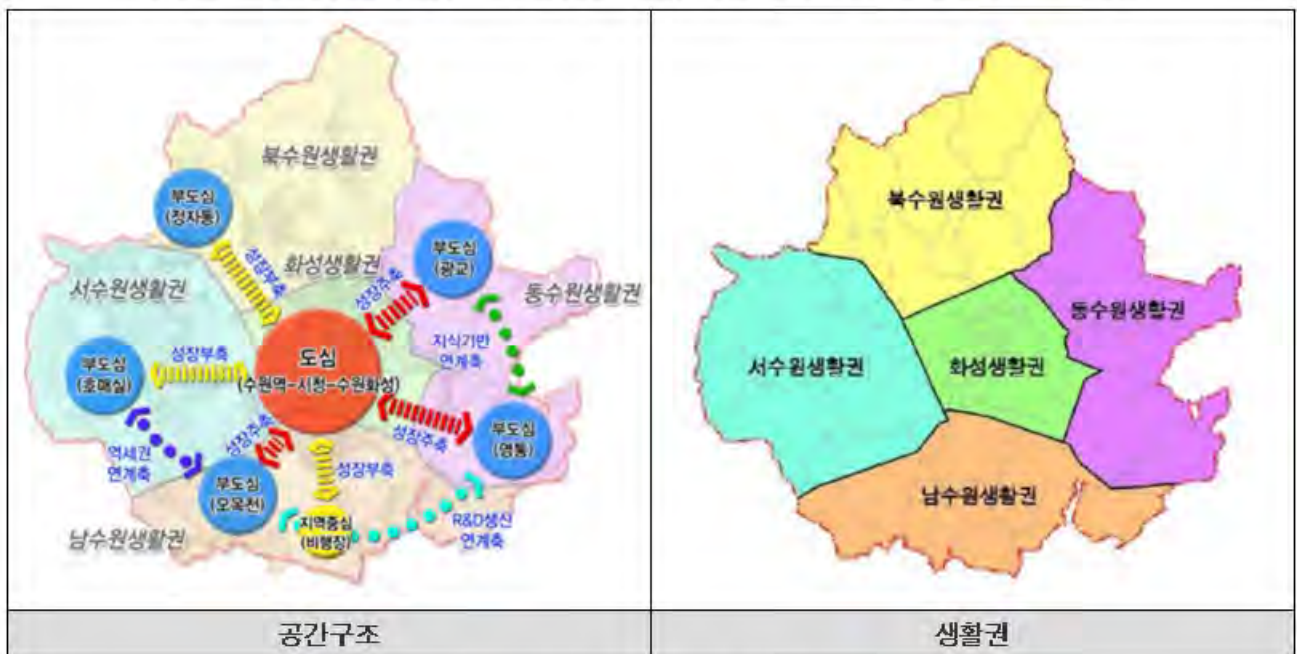 북수원생활권
부도심
(정자동)
성장부축
화성생활권
부도심
(광교)
성장주축
서수원생활권
동수원생활권
지식기반
연계축
부도심
(호매실)
성장부축
도심
(수원역-시청-수원화성)
성장주축
부도심
(영통)
역세권
연계축
성장주축
부도심
(오목천)
성장부축
지역중심
(비행장)
R&D생산
연계축
남수원생활권
공간구조
북수원생활권
동수원생활권
서수원생활권
화성생활권
남수원생활권
생활권